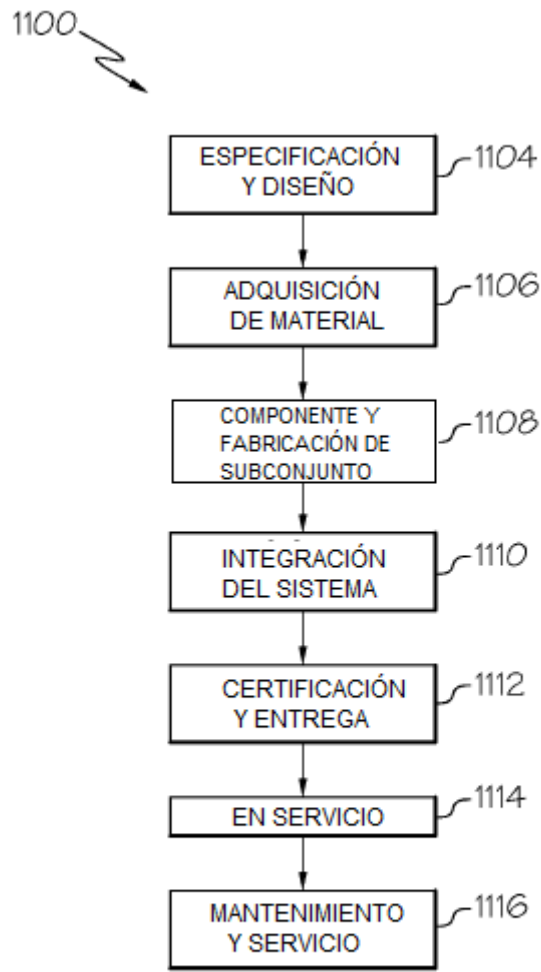 1100
ESPECIFICACIÓN
Y DISEÑO
1104
ADQUISICIÓN
DE MATERIAL
1106
COMPONENTE Y
FABRICACIÓN DE
SUBCONJUNTO
1108
INTEGRACIÓN
DEL SISTEMA
1110
CERTIFICACIÓN
Y ENTREGA
1112
EN SERVICIO
1114
MANTENIMIENTO
Y SERVICIO
1116